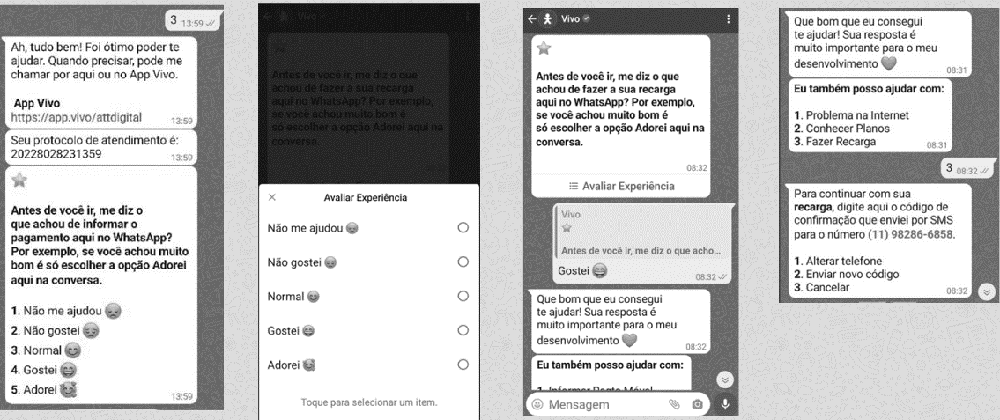 3 13:59
Ah, tudo bem! Foi ótimo poder te
ajudar. Quando precisar, pode me
chamar por aqui ou no App Vivo.
App Vivo
https://app.vivo/attdigital
13:59
Seu protocolo de atendimento é:
20228028231359
13:59
Antes de você ir, me diz o
que achou de informar o
pagamento aqui no WhatsApp?
Por exemplo, se você achou muito
bom é só escolher a opção Adorei
aqui na conversa.
1. Não me ajudou 😞
2. Não gostei 😔
3. Normal 😊
4. Gostei 😄
5. Adorei 🥰
13:59
Vivo
Antes de você ir, me diz o que
achou de fazer a sua recarga
aqui no WhatsApp? Por exemplo,
se você achou muito bom é
só escolher a opção Adorei aqui na
conversa.
08:32
Avaliar Experiência
Não me ajudou 😞
Não gostei 😔
Normal 😊
Gostei 😄
Adorei 🥰
Toque para selecionar um item.
Vivo
Antes de você ir, me diz o que
achou de fazer a sua recarga
aqui no WhatsApp? Por exemplo,
se você achou muito bom é
só escolher a opção Adorei aqui na
conversa.
08:32
Avaliar Experiência
Vivo
Antes de você ir, me diz o que acho...
Gostei 😄
08:32
Que bom que eu consegui
te ajudar! Sua resposta é
muito importante para o meu
desenvolvimento
08:32
Eu também posso ajudar com:
1. Informar Pagto Móvel
Mensagem
Que bom que eu consegui
te ajudar! Sua resposta é
muito importante para o meu
desenvolvimento
08:31
Eu também posso ajudar com:
1. Problema na Internet
2. Conhecer Planos
3. Fazer Recarga
08:31
3 08:32
Para continuar com sua
recarga, digite aqui o código de
confirmação que enviei por SMS
para o número (11) 98286-6858.
1. Alterar telefone
2. Enviar novo código
3. Cancelar
08:32